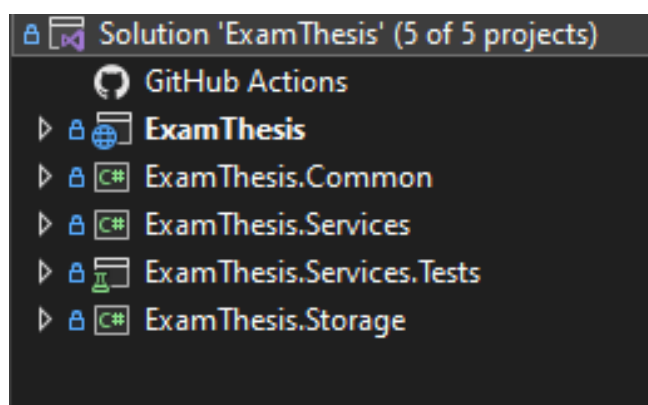 Solution 'ExamThesis' (5 of 5 projects)
GitHub Actions
ExamThesis
C# ExamThesis.Common
C# ExamThesis.Services
ExamThesis.Services.Tests
C# ExamThesis.Storage